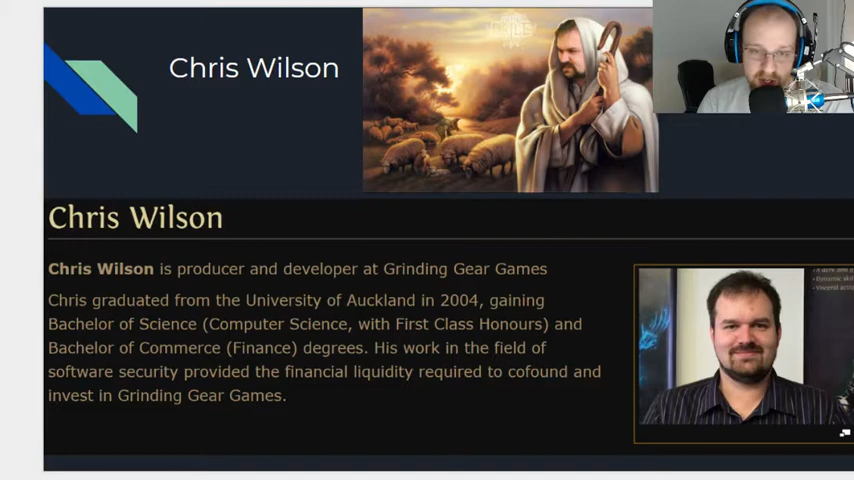 Chris Wilson
Chris Wilson
Chris Wilson is producer and developer at Grinding Gear Games
Chris graduated from the University of Auckland in 2004, gaining
Bachelor of Science (Computer Science, with First Class Honours) and
Bachelor of Commerce (Finance) degrees. His work in the field of
software security provided the financial liquidity required to cofound and
invest in Grinding Gear Games.